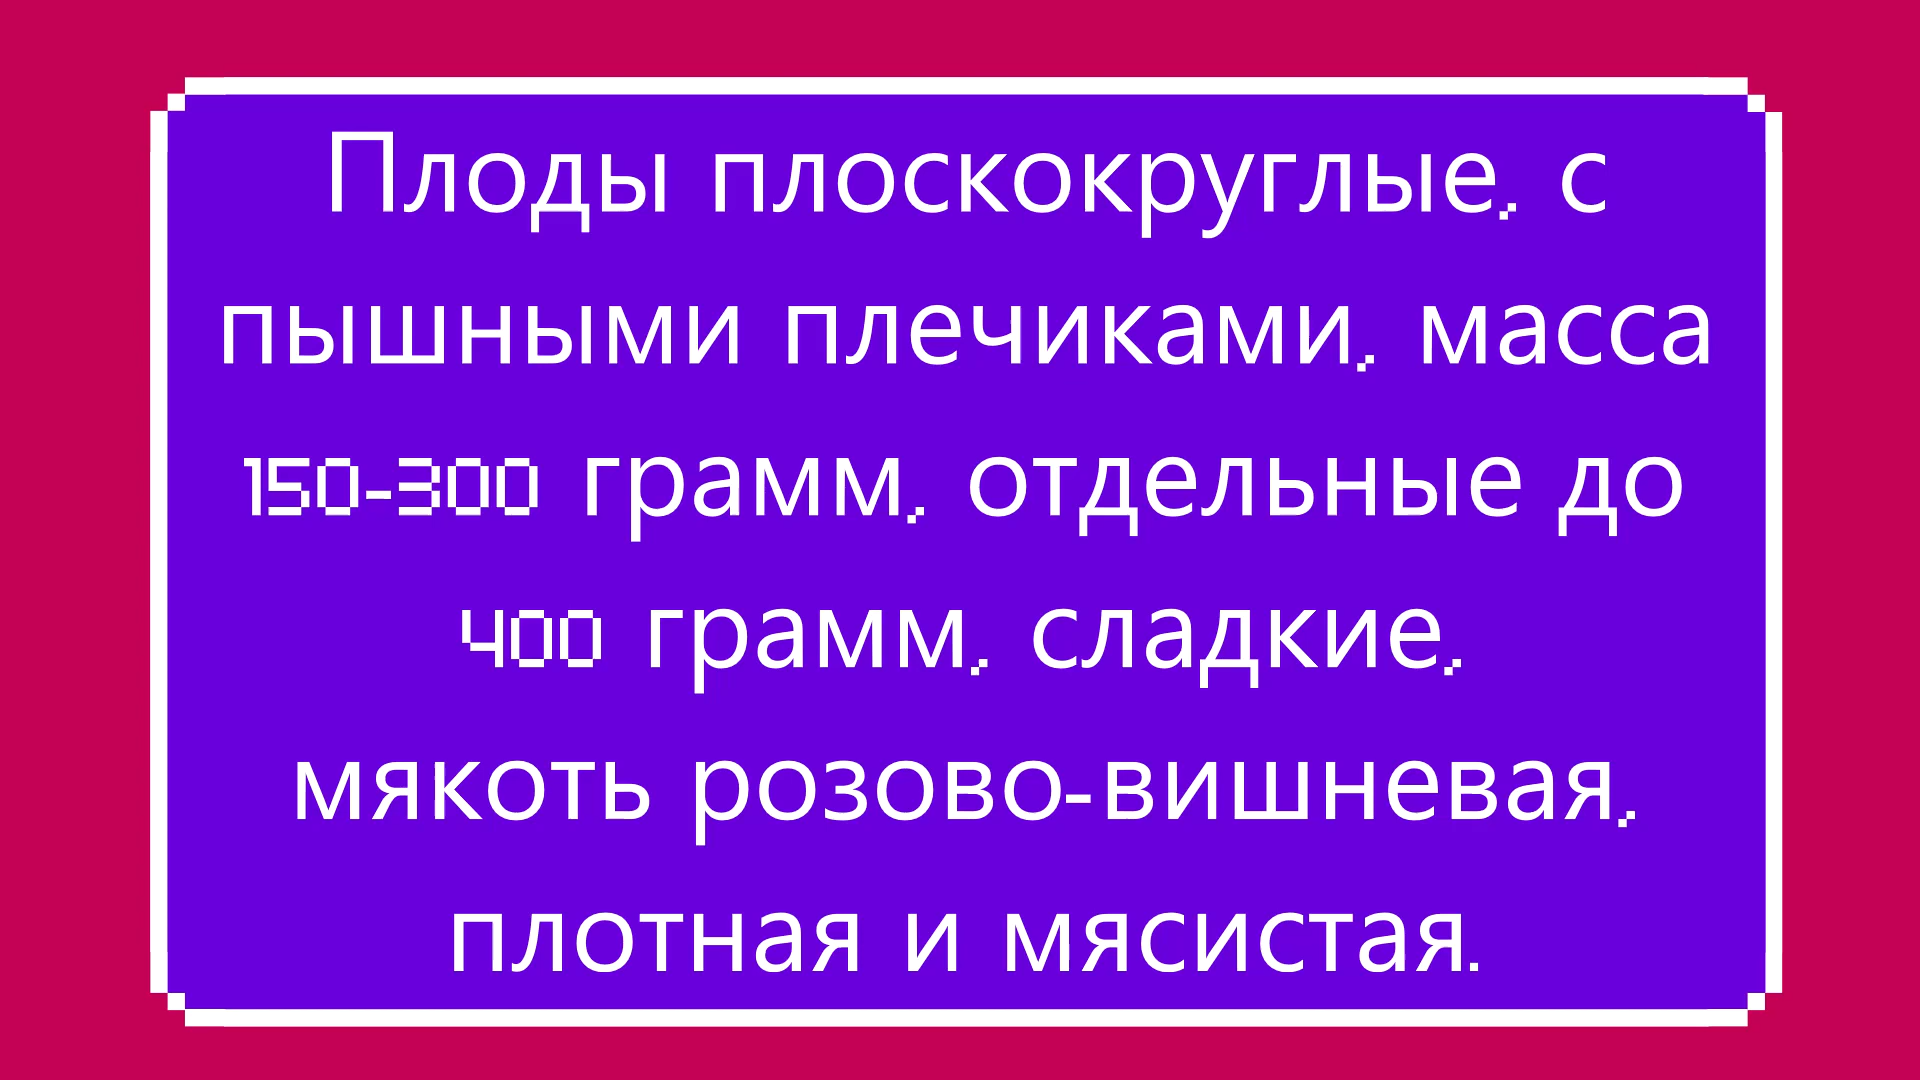 Плоды плоскокруглые, с
пышными плечиками, масса
150-300 грамм, отдельные до
400 грамм, сладкие,
мякоть розово-вишневая,
плотная и мясистая.